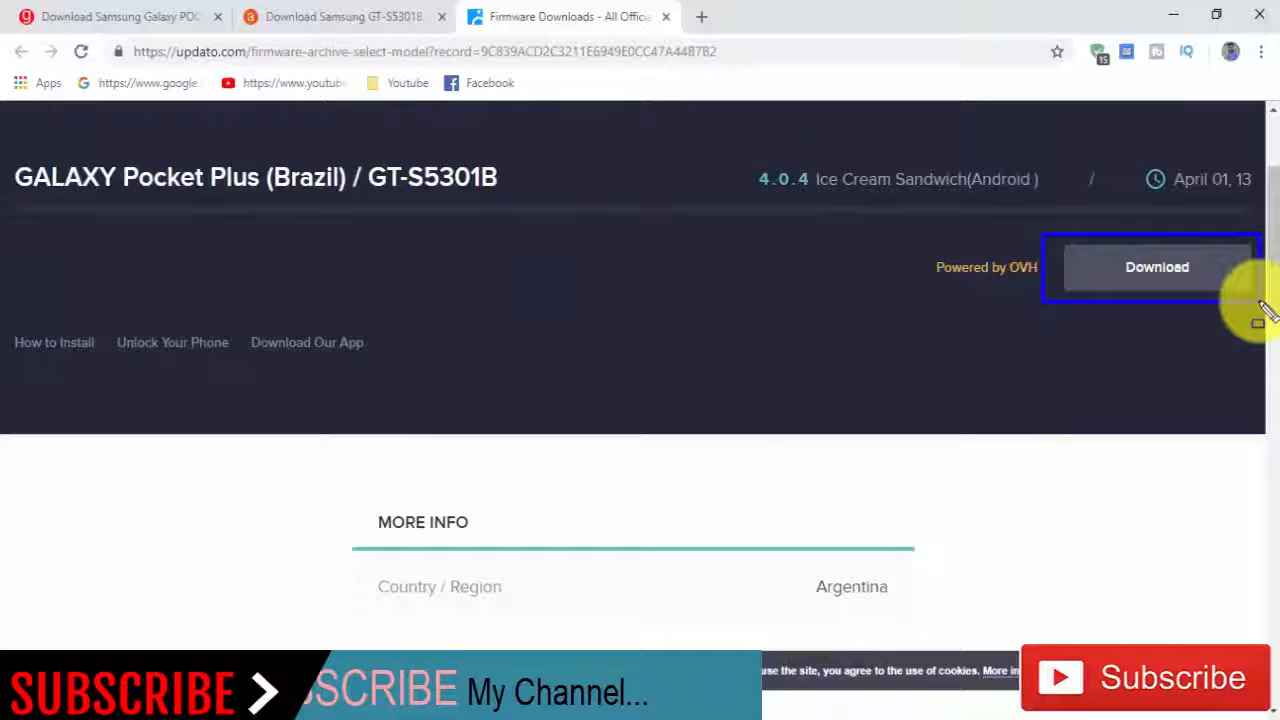 Download Samsung Galaxy POC
Download Samsung GT-S5301B
Firmware Downloads - All Offici
https://updato.com/firmware-archive-select-model?record=9C839ACD2C3211E6949E0CC47A4487B2
15
IQ
Apps
https://www.google
https://www.youtub
Youtube
Facebook
GALAXY Pocket Plus (Brazil) / GT-S5301B
4.0.4 Ice Cream Sandwich(Android ) / April 01, 13
Powered by OVH
Download
How to Install Unlock Your Phone Download Our App
MORE INFO
Country / Region Argentina
use the site, you agree to the use of cookies. More in
SUBSCRIBE
SCRIBE My Channel...
Subscribe